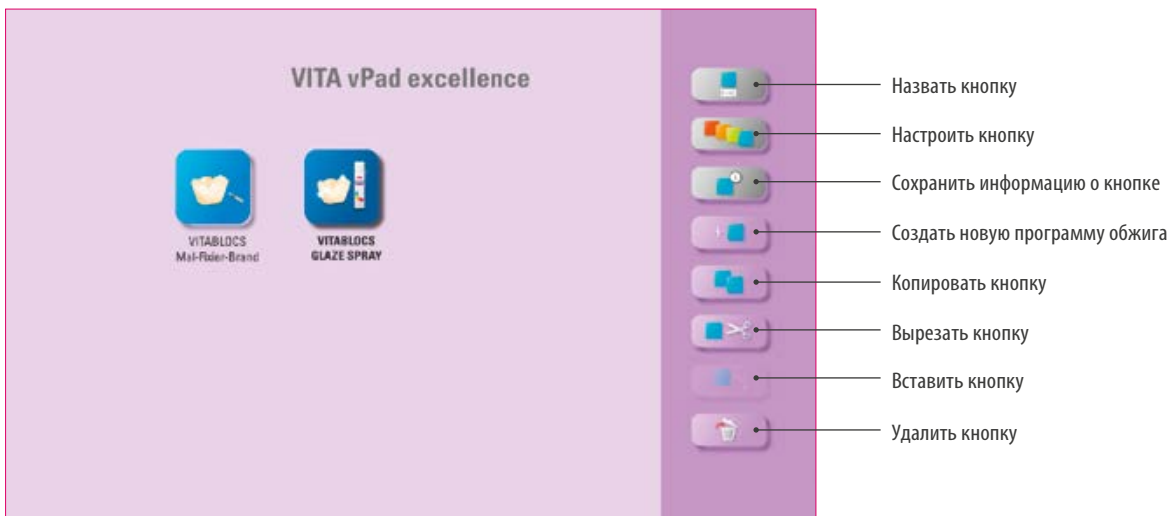 VITA vPad excellence
VITABLOCS
Mal-Fixier-Brand
VITABLOCS
GLAZE SPRAY
Назвать кнопку
Настроить кнопку
Сохранить информацию о кнопке
Создать новую программу обжига
Копировать кнопку
Вырезать кнопку
Вставить кнопку
Удалить кнопку